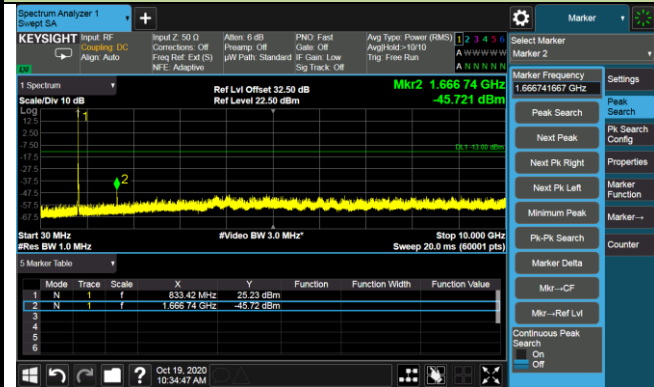 Spectrum Analyzer 1
Swept SA
+
Marker
KEYSIGHT
Input: RF
Coupling: DC
Align: Auto
Input Z: 50 Ω
Corrections: Off
Freq Ref: Ext (S)
NFE: Adaptive
Atten: 6 dB
Preamp: Off
µW Path: Standard
PNO: Fast
Gate: Off
IF Gain: Low
Sig Track: Off
Avg Type: Power (RMS)
Avg|Hold:>10/10
Trig: Free Run
1 2 3 4 5 6
A W W W W W
A N N N N N
Select Marker
Marker 2
1 Spectrum
Scale/Div 10 dB
Ref Lvl Offset 32.50 dB
Ref Level 22.50 dBm
Mkr2 1.666 74 GHz
-45.721 dBm
Log
12.5
2.50
-7.50
-17.5
-27.5
-37.5
-47.5
-57.5
-67.5
1
2
DL1 -13.00 dBm
Start 30 MHz
#Res BW 1.0 MHz
#Video BW 3.0 MHz*
Stop 10.000 GHz
Sweep 20.0 ms (60001 pts)
5 Marker Table
Mode Trace Scale X Y Function Function Width Function Value
1 N 1 f 833.42 MHz 25.23 dBm
2 N 1 f 1.666 74 GHz -45.72 dBm
3
4
5
6
Marker Frequency
1.666741667 GHz
Peak Search
Next Peak
Next Pk Right
Next Pk Left
Minimum Peak
Pk-Pk Search
Marker Delta
Mkr→CF
Mkr→Ref Lvl
Continuous Peak
Search
On
Off
Settings
Peak
Search
Pk Search
Config
Properties
Marker
Function
Marker→
Counter
?
Oct 19, 2020
10:34:47 AM